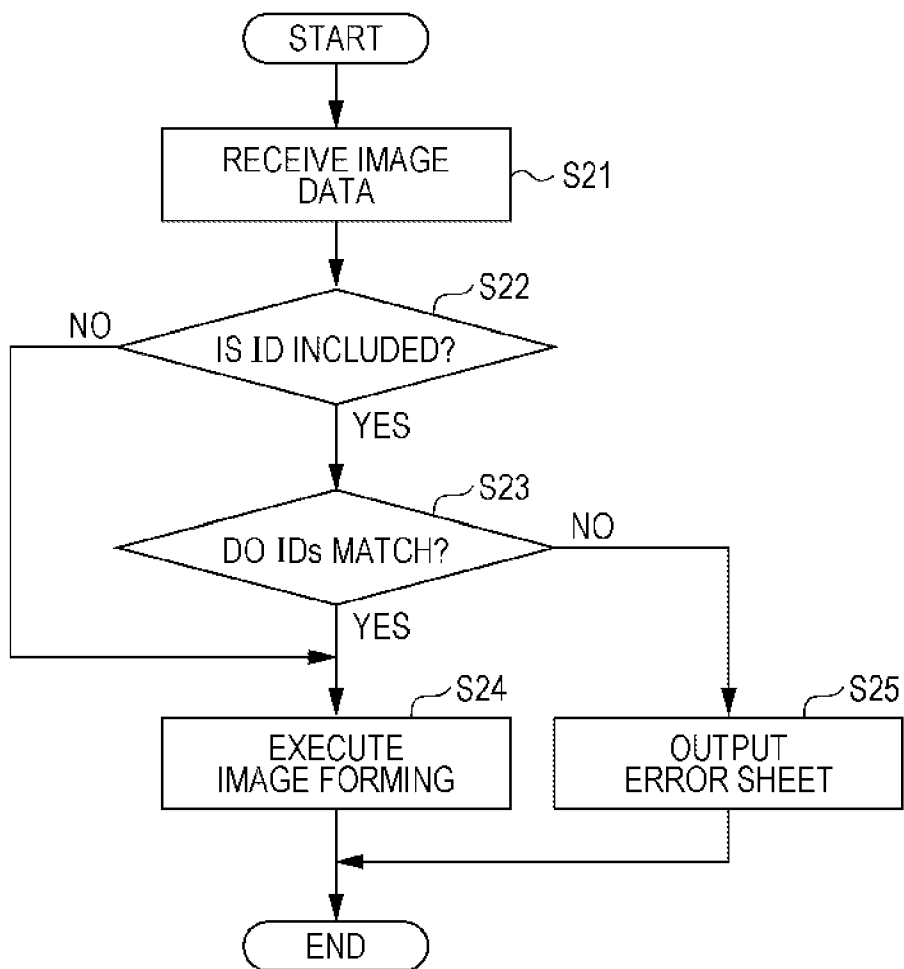 START
RECEIVE IMAGE
DATA
S21
S22
NO
IS ID INCLUDED?
YES
S23
NO
DO IDs MATCH?
YES
S24
S25
EXECUTE
IMAGE FORMING
OUTPUT
ERROR SHEET
END